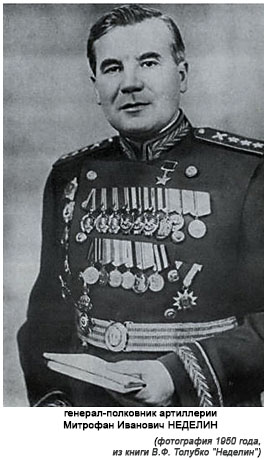 генерал-полковник артиллерии
Митрофан Иванович НЕДЕЛИН
(фотография 1950 года,
из книги В.Ф. Толубко "Неделин")